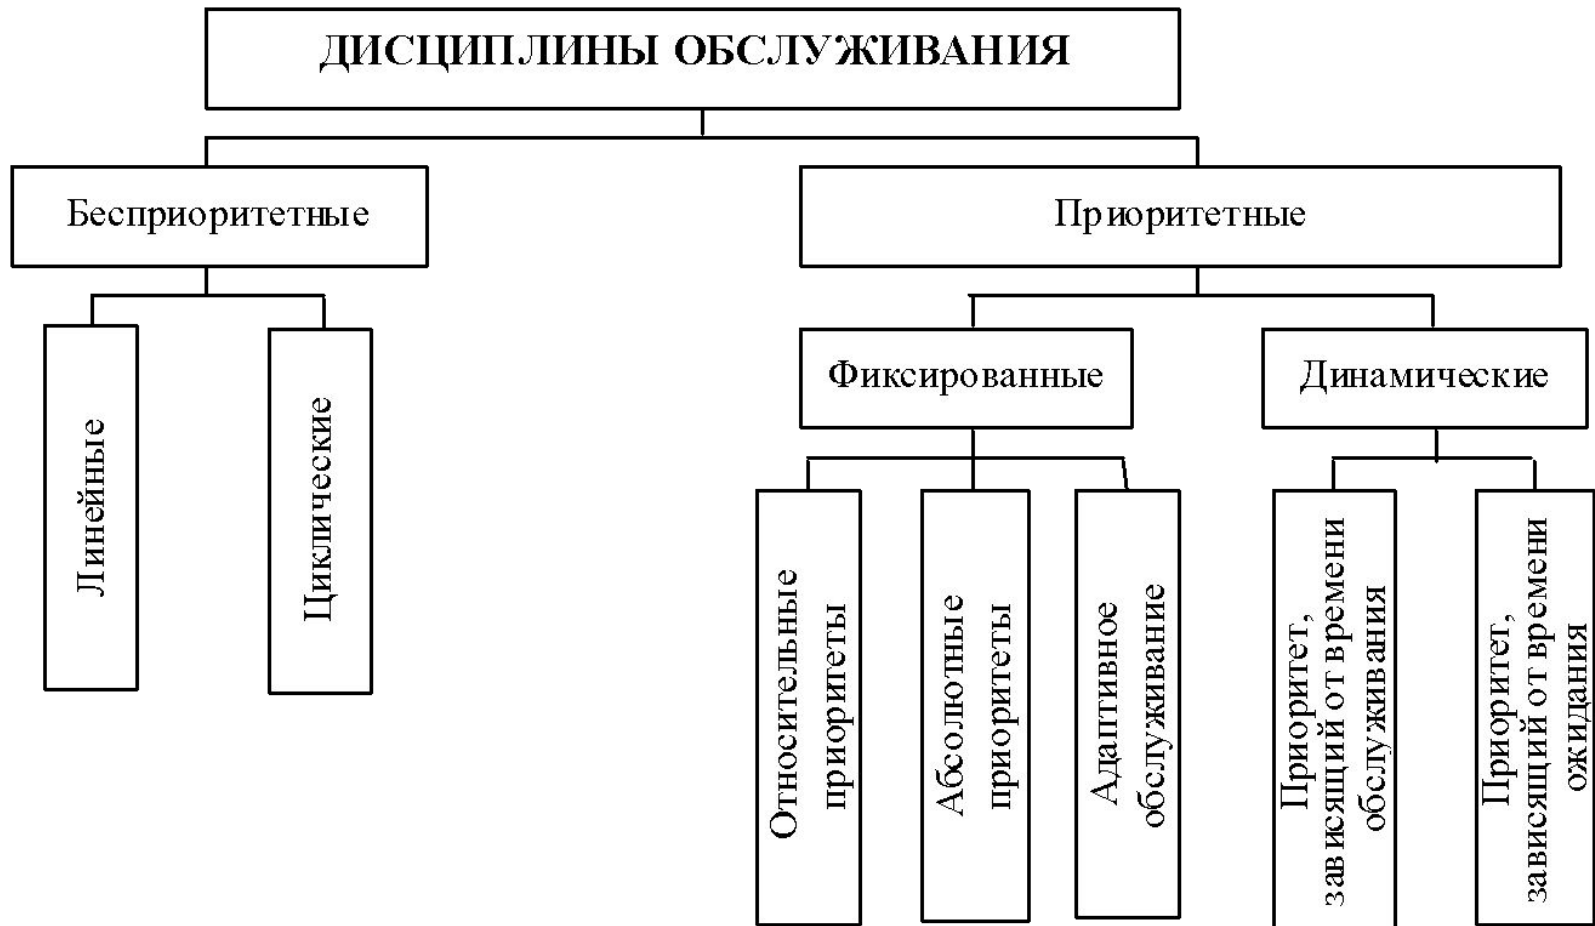 ДИСЦИПЛИНЫ ОБСЛУЖИВАНИЯ
Бесприоритетные
Приоритетные
Линейные
Циклические
Фиксированные
Динамические
Относительные
приоритеты
Абсолютные
приоритеты
Адаптивное
обслуживание
Приоритет,
зависящий от времени
обслуживания
Приоритет,
зависящий от времени
ожидания